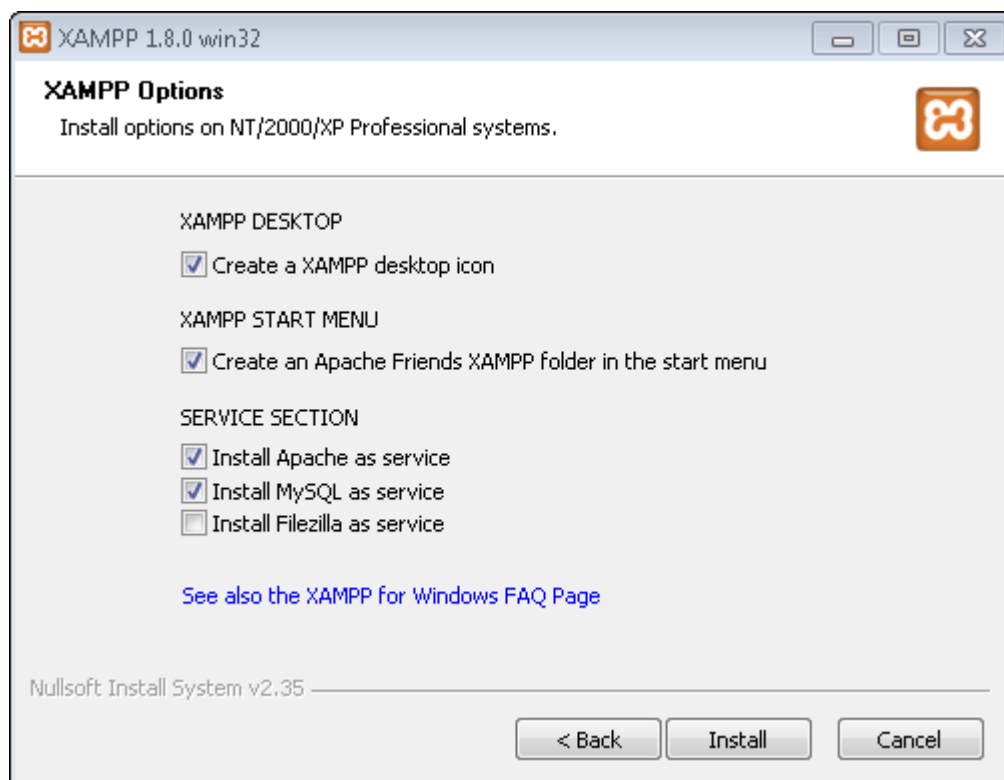 XAMPP 1.8.0 win32
XAMPP Options
Install options on NT/2000/XP Professional systems.
XAMPP DESKTOP
Create a XAMPP desktop icon
XAMPP START MENU
Create an Apache Friends XAMPP folder in the start menu
SERVICE SECTION
Install Apache as service
Install MySQL as service
Install Filezilla as service
See also the XAMPP for Windows FAQ Page
Nullsoft Install System v2.35
< Back Install Cancel